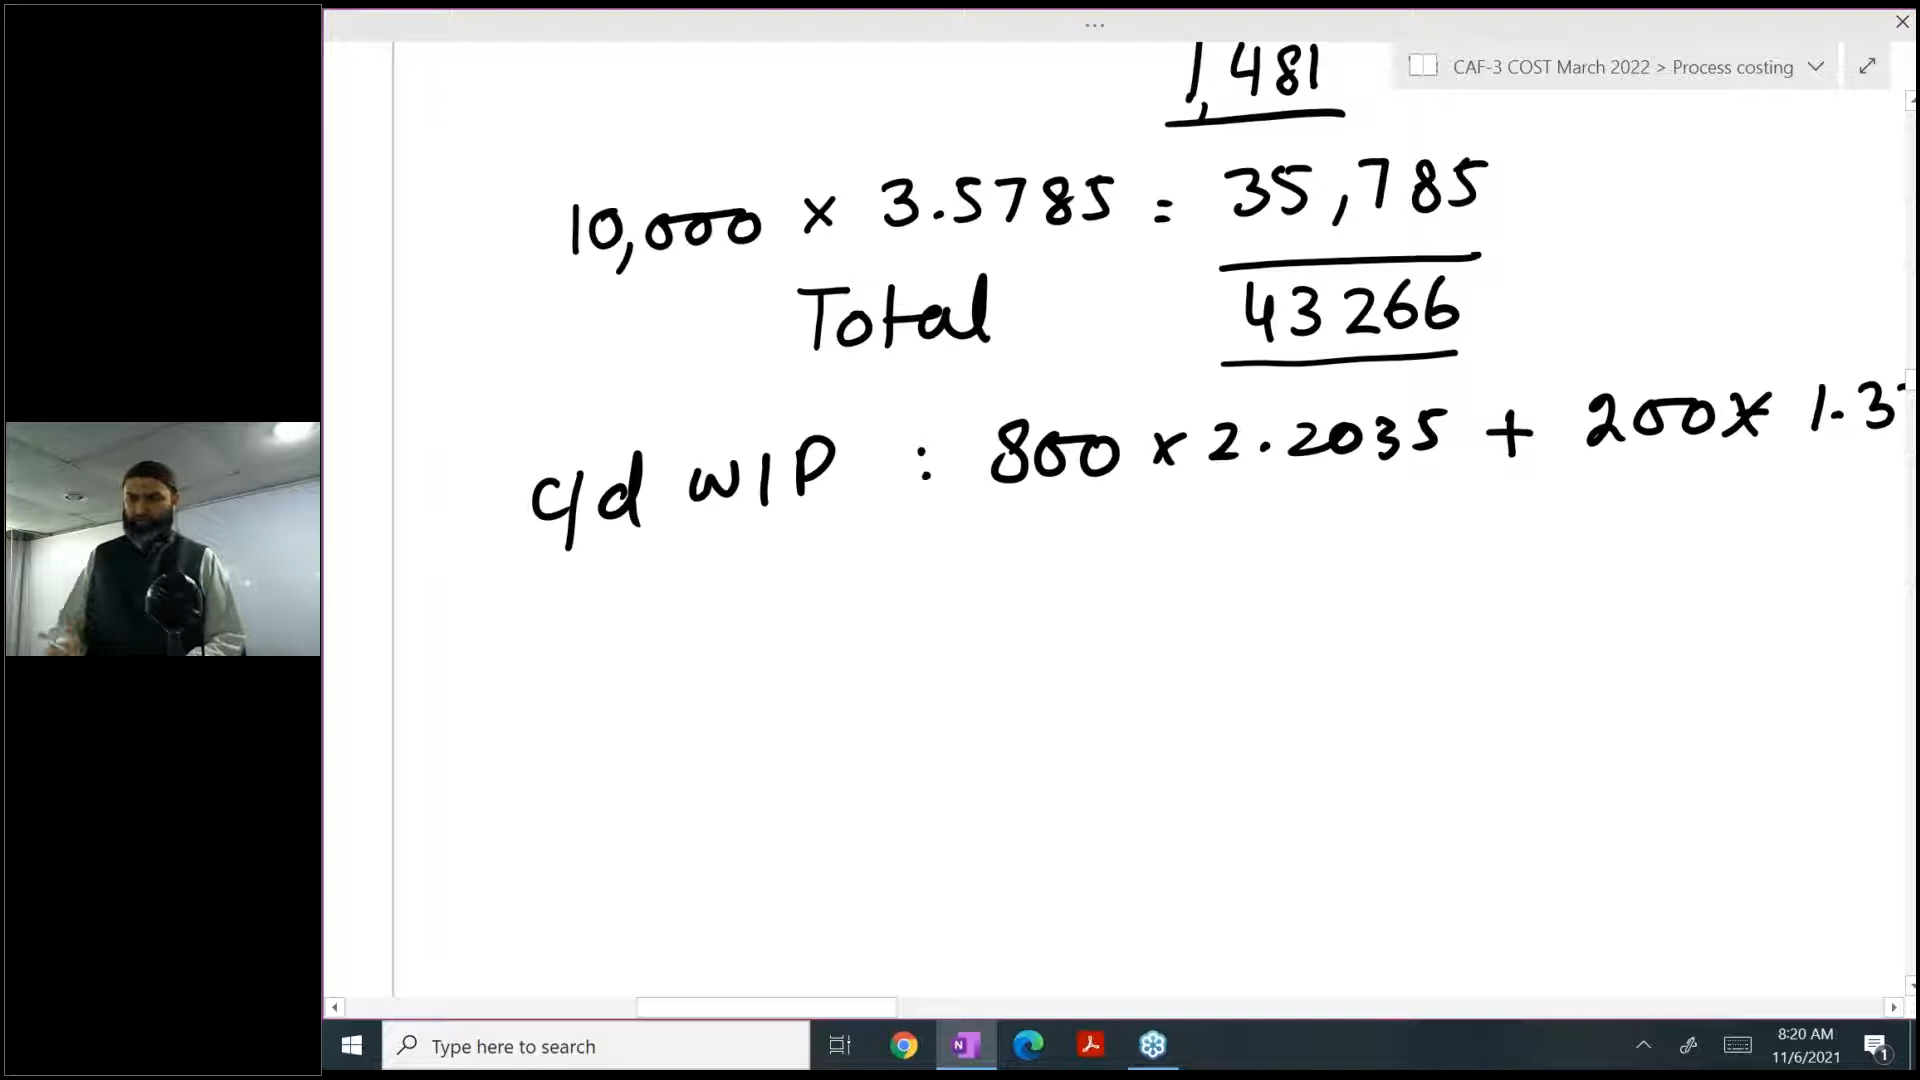 1,481
CAF-3 COST March 2022 > Process costing
10,000 × 3.5785 = 35,785
Total 43266
c/d WIP : 800 × 2.2035 + 200 × 1.3
Type here to search
8:20 AM
11/6/2021
1